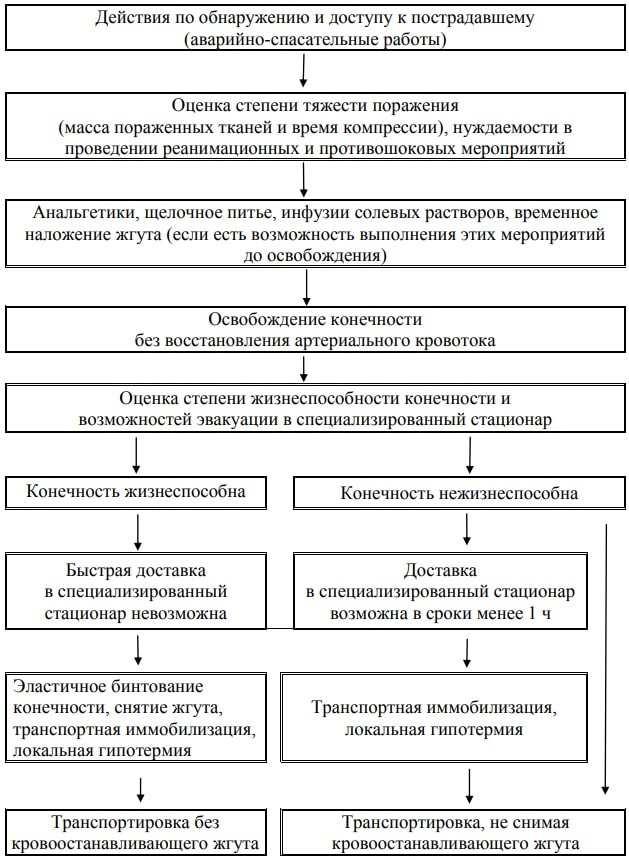 Действия по обнаружению и доступу к пострадавшему
(аварийно-спасательные работы)
Оценка степени тяжести поражения
(масса пораженных тканей и время компрессии), нуждаемости в
проведении реанимационных и противошоковых мероприятий
Анальгетики, щелочное питье, инфузии солевых растворов, временное
наложение жгута (если есть возможность выполнения этих мероприятий
до освобождения)
Освобождение конечности
без восстановления артериального кровотока
Оценка степени жизнеспособности конечности и
возможностей эвакуации в специализированный стационар
Конечность жизнеспособна
Конечность нежизнеспособна
Быстрая доставка
в специализированный
стационар невозможна
Доставка
в специализированный стационар
возможна в сроки менее 1 ч
Эластичное бинтование
конечности, снятие жгута,
транспортная иммобилизация,
локальная гипотермия
Транспортная иммобилизация,
локальная гипотермия
Транспортировка без
кровоостанавливающего жгута
Транспортировка, не снимая
кровоостанавливающего жгута